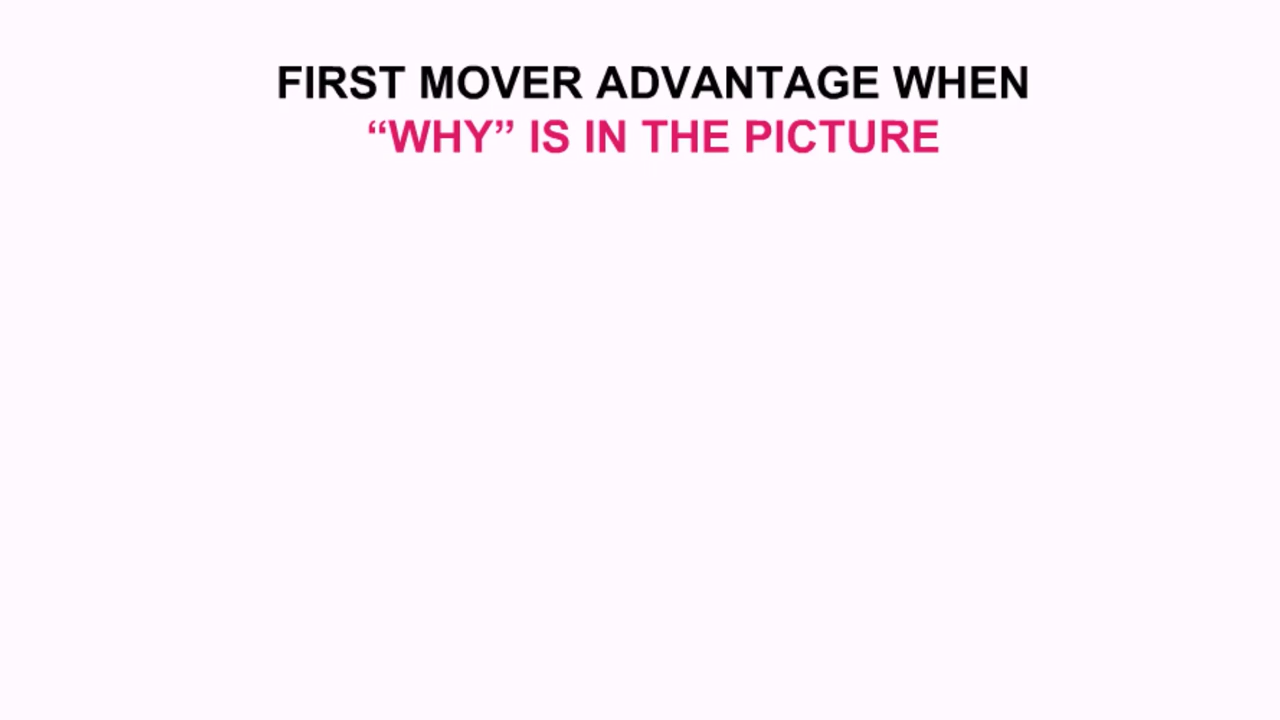 FIRST MOVER ADVANTAGE WHEN
“WHY” IS IN THE PICTURE